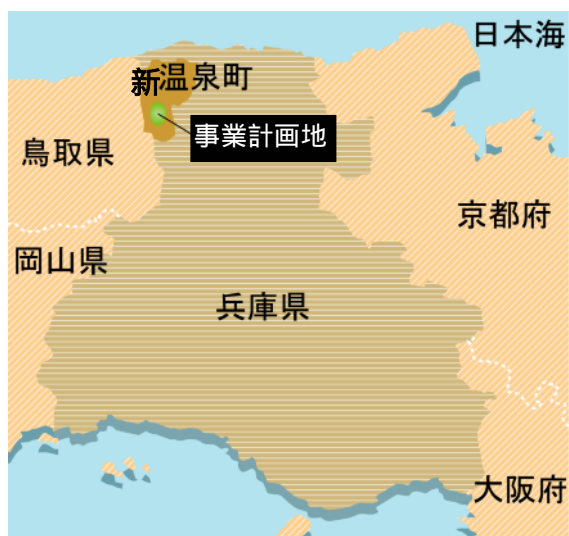 日本海
新温泉町
事業計画地
鳥取県
京都府
岡山県
兵庫県
大阪府